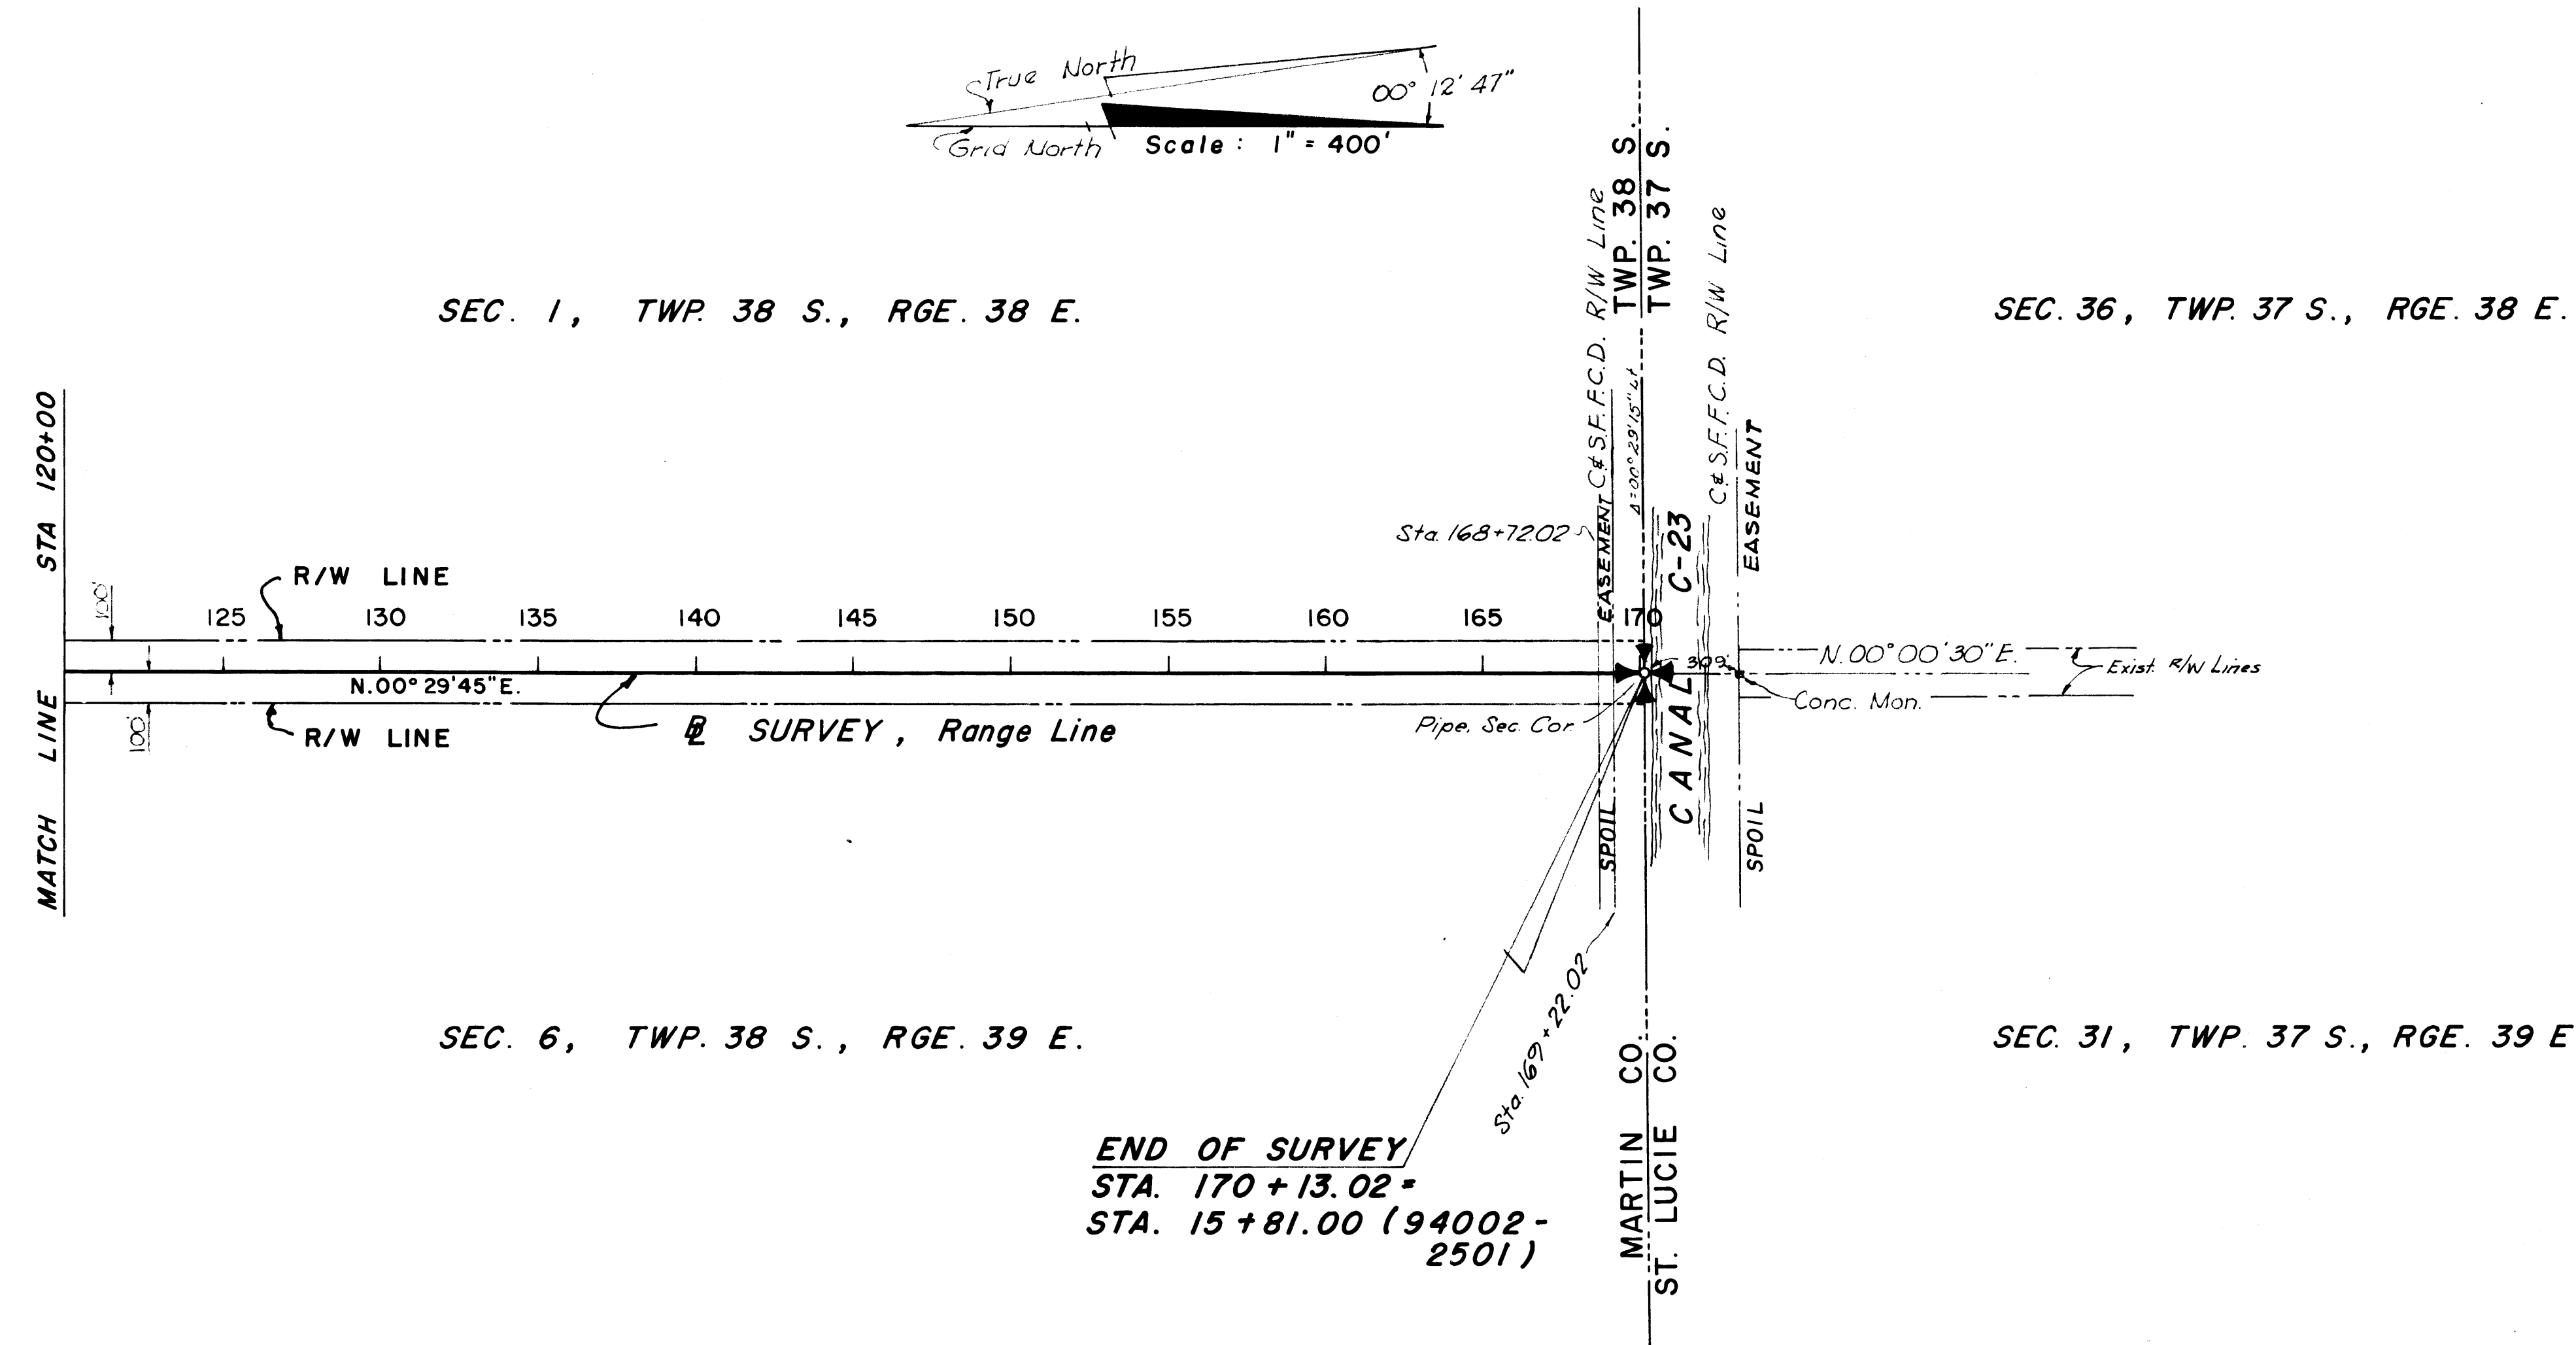 True North
00° 12' 47"
Grid North
Scale: 1" = 400'
TWP. 38 S.
TWP. 37 S.
C & S.F.F.C.D. R/W Line
C & S.F.F.C.D. R/W Line
SEC. 1, TWP. 38 S., RGE. 38 E.
SEC. 36, TWP. 37 S., RGE. 38 E.
MATCH LINE STA 120+00
Δ = 00° 29' 15" Lt
Sta. 168+72.02
SPOIL EASEMENT
CANAL C-23
SPOIL EASEMENT
R/W LINE
100'
125 130 135 140 145 150 155 160 165 170
309'
N. 00° 00' 30" E.
Exist. R/W Lines
N. 00° 29' 45" E.
Conc. Mon.
100'
R/W LINE
BL SURVEY, Range Line
Pipe, Sec. Cor.
Sta. 169+22.02
SEC. 6, TWP. 38 S., RGE. 39 E.
SEC. 31, TWP. 37 S., RGE. 39 E
MARTIN CO.
ST. LUCIE CO.
END OF SURVEY
STA. 170+13.02 =
STA. 15+81.00 (94002-
2501)